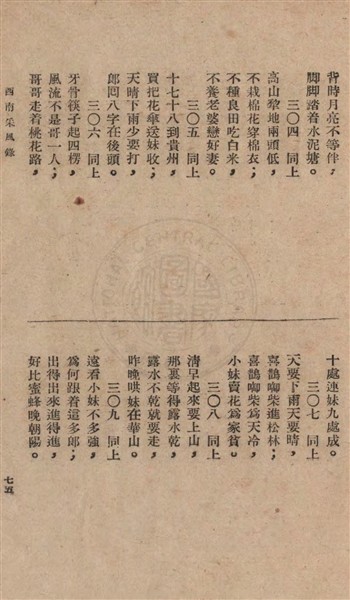 背時月亮不等伴，
脚脚踏着水泥塘。
三〇四　同上
高山犂地兩頭低，
不栽棉花穿棉衣；
不種良田吃白米，
不養老婆戀好妻。
三〇五　同上
十七十八到貴州，
買把花傘送妹收；
天晴下雨少要打，
郎囘八字在後頭。
三〇六　同上
牙骨筷子起四楞，
風流不是哥一人；
哥哥走着桃花路，
西南采風錄
十處連妹九處成。
三〇七　同上
天要下雨天要晴，
喜鵲啣柴進松林；
喜鵲啣柴爲天冷，
小妹賣花爲家貧。
三〇八　同上
清早起來要上山，
那裏等得露水乾，
露水不乾就要走，
昨晚哄妹在華山。
三〇九　同上
遠看小妹不多強，
爲何跟着這多郎；
出得出來進得進，
好比蜜蜂晚朝陽。
七五